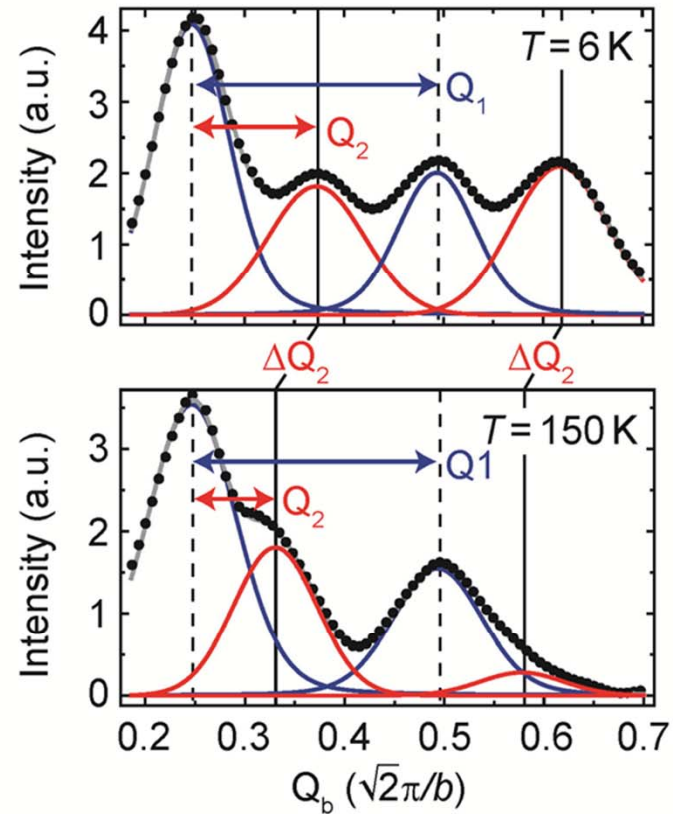 Intensity (a.u.)
4
3
2
1
0
T = 6 K
Q₁
Q₂
ΔQ₂ ΔQ₂
Intensity (a.u.)
3
2
1
0
T = 150 K
Q1
Q₂
0.2 0.3 0.4 0.5 0.6 0.7
Q_b (√2π/b)